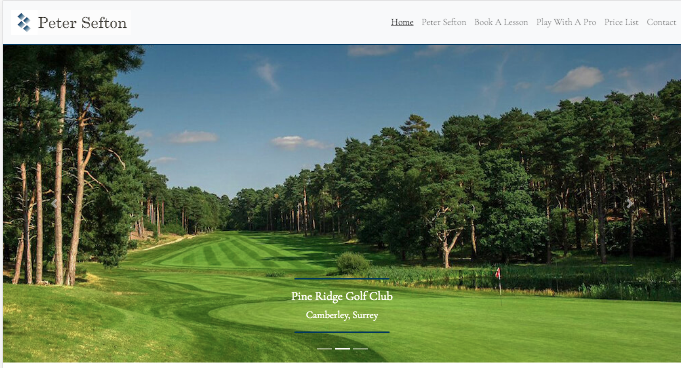 Peter Sefton
Home Peter Sefton Book A Lesson Play With A Pro Price List Contact
Pine Ridge Golf Club
Camberley, Surrey